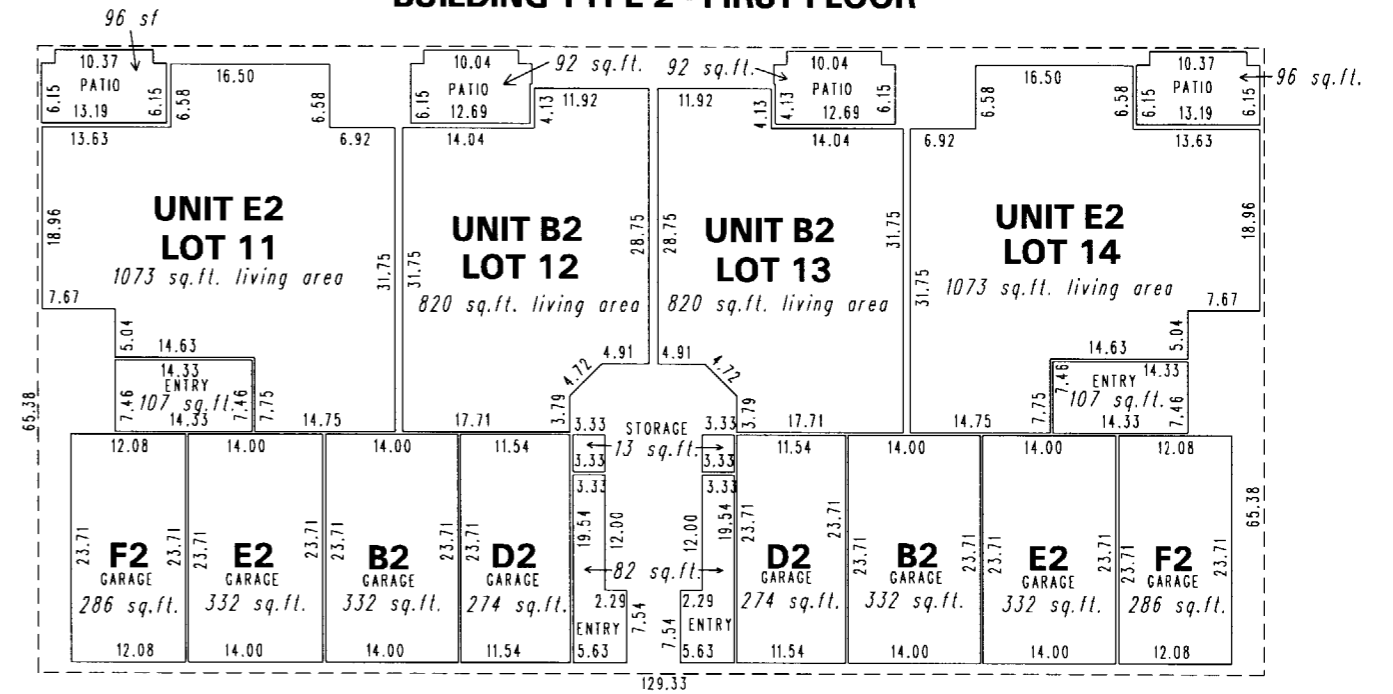 BUILDING TYPE 2 - FIRST FLOOR
96 sf
10.37
PATIO
13.19
6.15
6.15
6.58
16.50
6.58
13.63
6.92
10.04
PATIO
12.69
6.15
92 sq.ft.
4.13
11.92
14.04
92 sq.ft.
11.92
4.13
4.13
10.04
PATIO
12.69
6.15
14.04
16.50
6.58
6.58
6.92
10.37
PATIO
13.19
6.15
6.15
96 sq.ft.
13.63
UNIT E2
LOT 11
1073 sq.ft. living area
18.96
31.75
7.67
5.04
14.63
14.33
ENTRY
107 sq.ft.
14.33
7.46
7.46
7.75
14.75
UNIT B2
LOT 12
820 sq.ft. living area
31.75
28.75
4.91
4.72
3.79
17.71
UNIT B2
LOT 13
820 sq.ft. living area
28.75
31.75
4.91
4.72
3.79
17.71
UNIT E2
LOT 14
1073 sq.ft. living area
31.75
18.96
7.67
5.04
14.63
14.33
ENTRY
107 sq.ft.
14.33
7.46
7.46
7.75
14.75
65.38
12.08
23.71
23.71
F2
GARAGE
286 sq.ft.
12.08
14.00
23.71
23.71
E2
GARAGE
332 sq.ft.
14.00
14.00
23.71
B2
GARAGE
332 sq.ft.
14.00
11.54
23.71
D2
GARAGE
274 sq.ft.
11.54
3.33
STORAGE
3.33
13 sq.ft.
3.33
3.33
3.33
3.33
19.54
12.00
12.00
19.54
82 sq.ft.
2.29
2.29
7.54
7.54
ENTRY
ENTRY
5.63
5.63
11.54
23.71
23.71
D2
GARAGE
274 sq.ft.
11.54
14.00
23.71
B2
GARAGE
332 sq.ft.
14.00
14.00
23.71
23.71
E2
GARAGE
332 sq.ft.
14.00
12.08
23.71
23.71
F2
GARAGE
286 sq.ft.
12.08
65.38
129.33